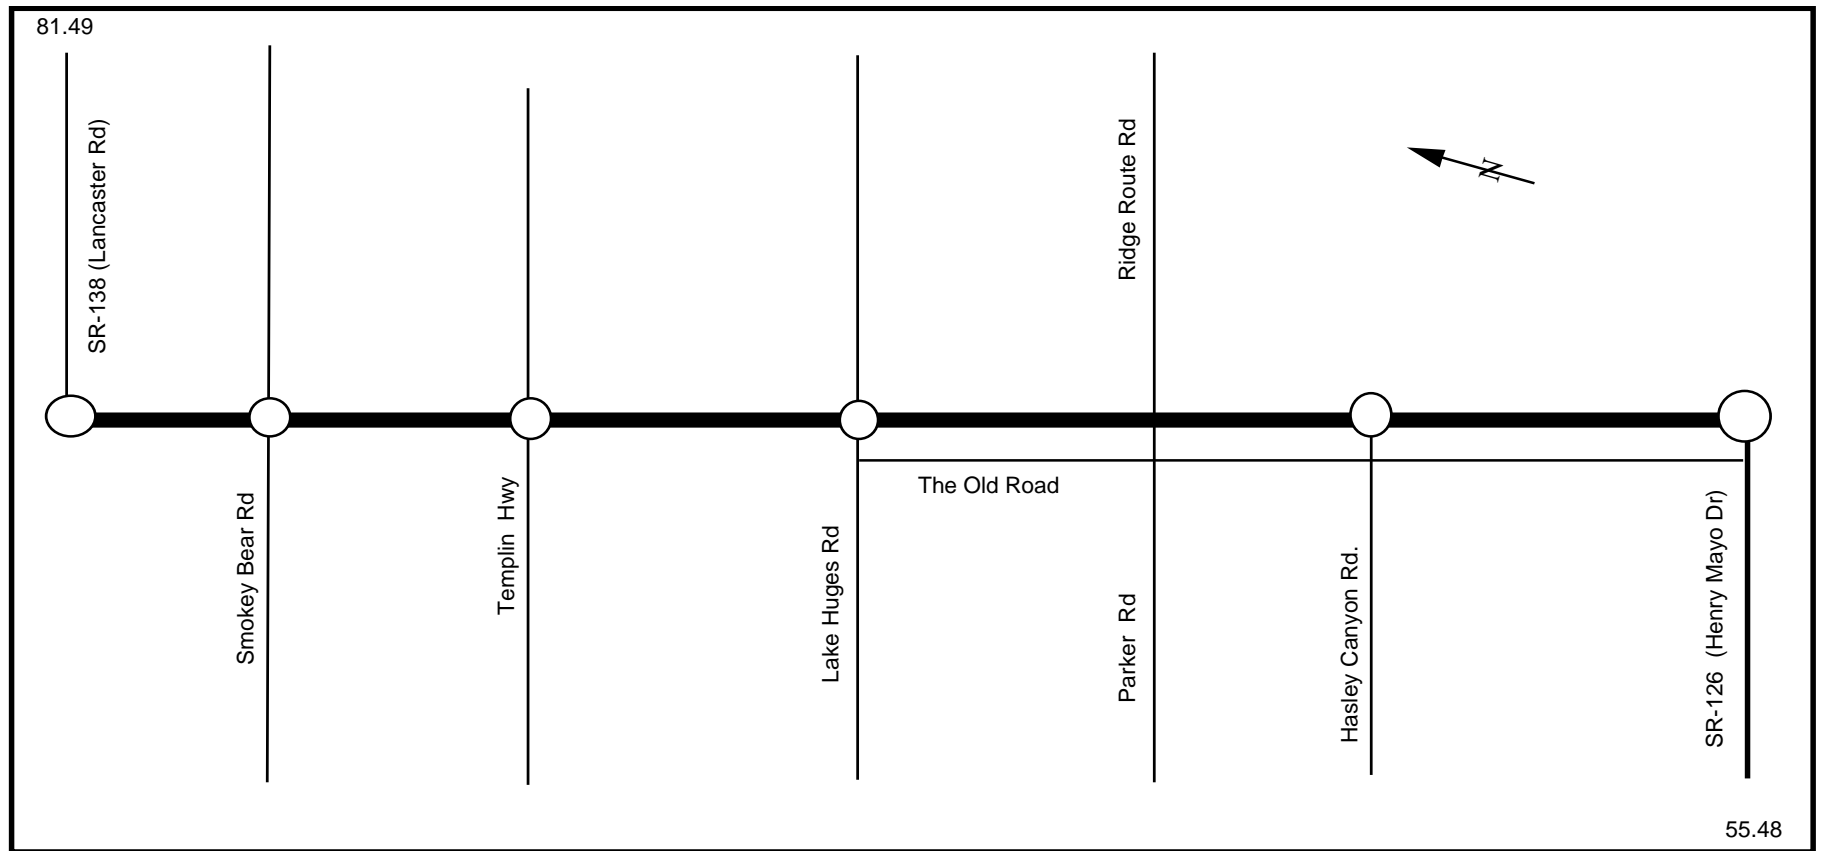 81.49
SR-138 (Lancaster Rd)
Ridge Route Rd
N
Smokey Bear Rd
Templin Hwy
Lake Huges Rd
The Old Road
Parker Rd
Hasley Canyon Rd.
SR-126 (Henry Mayo Dr)
55.48